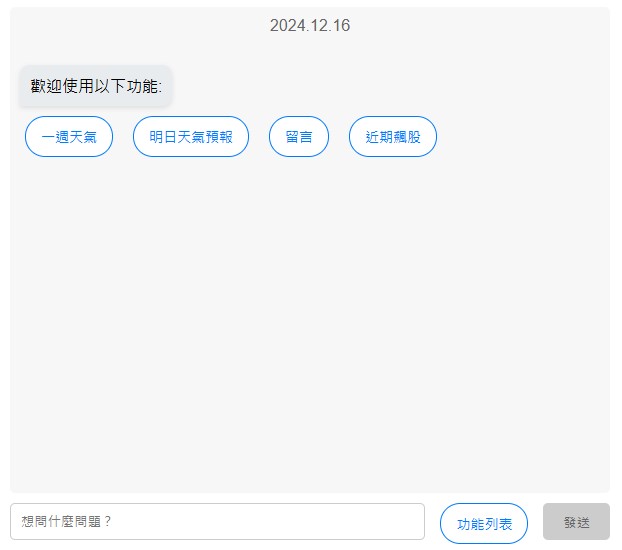 2024.12.16
歡迎使用以下功能:
一週天氣 明日天氣預報 留言 近期飆股
想問什麼問題？ 功能列表 發送